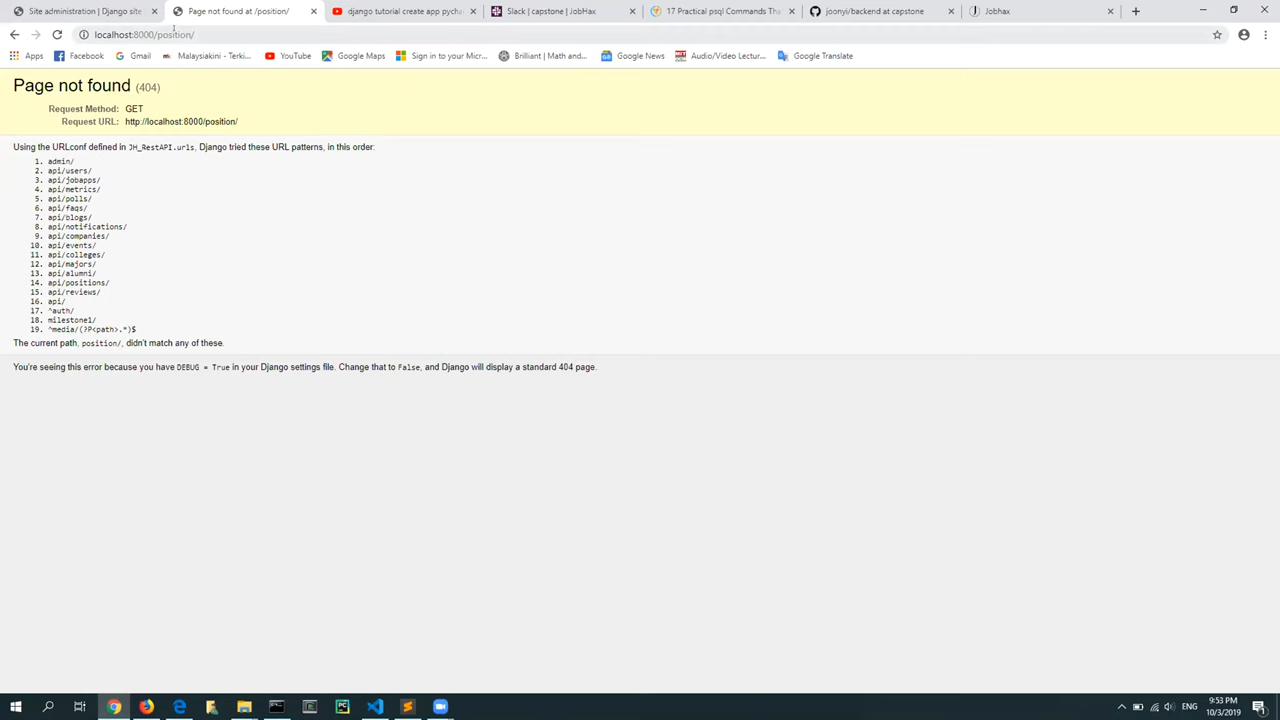 Site administration | Django site
Page not found at /position/
django tutorial create app pycha
Slack | capstone | JobHax
17 Practical psql Commands Tha
joonyi/backend at capstone
Jobhax
localhost:8000/position/
Apps
Facebook
Gmail
Malaysiakini - Terki...
YouTube
Google Maps
Sign in to your Micr...
Brilliant | Math and...
Google News
Audio/Video Lectur...
Google Translate
Page not found (404)
Request Method: GET
Request URL: http://localhost:8000/position/
Using the URLconf defined in JH_RestAPI.urls, Django tried these URL patterns, in this order:
1. admin/
2. api/users/
3. api/jobapps/
4. api/metrics/
5. api/polls/
6. api/faqs/
7. api/blogs/
8. api/notifications/
9. api/companies/
10. api/events/
11. api/colleges/
12. api/majors/
13. api/alumni/
14. api/positions/
15. api/reviews/
16. api/
17. ^auth/
18. milestone1/
19. ^media/(?P<path>.*)$
The current path, position/, didn't match any of these.
You're seeing this error because you have DEBUG = True in your Django settings file. Change that to False, and Django will display a standard 404 page.
ENG
9:53 PM
10/3/2019